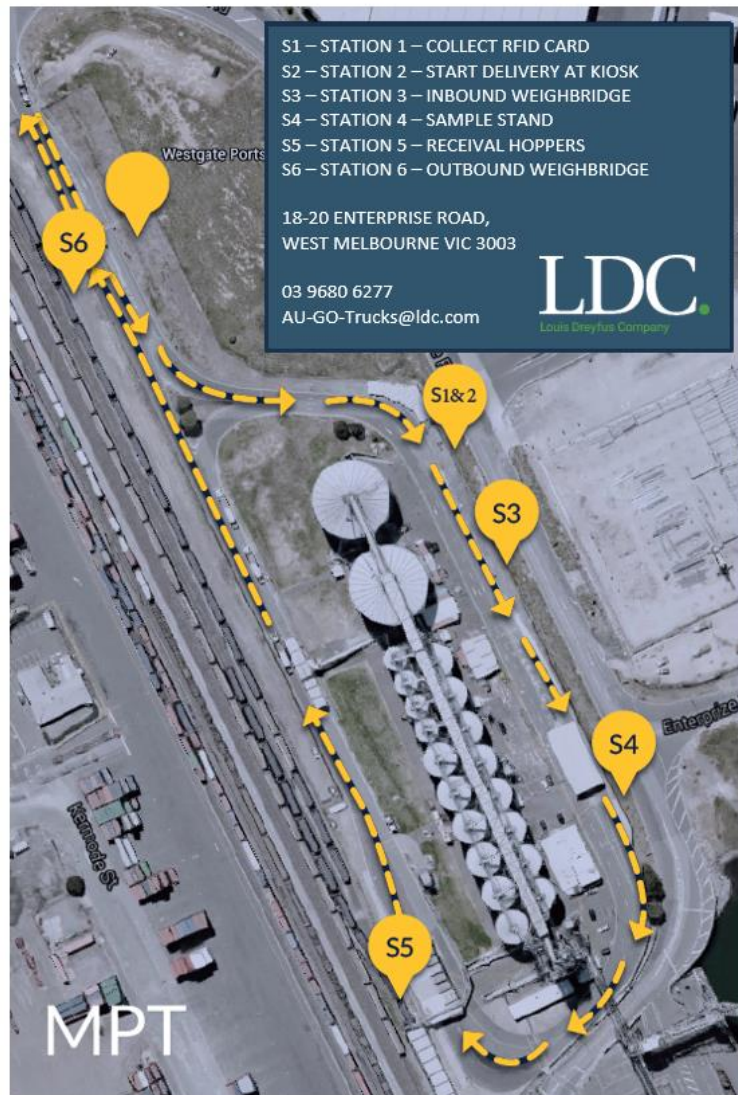 S1 – STATION 1 – COLLECT RFID CARD
S2 – STATION 2 – START DELIVERY AT KIOSK
S3 – STATION 3 – INBOUND WEIGHBRIDGE
S4 – STATION 4 – SAMPLE STAND
S5 – STATION 5 – RECEIVAL HOPPERS
S6 – STATION 6 – OUTBOUND WEIGHBRIDGE
18-20 ENTERPRISE ROAD,
WEST MELBOURNE VIC 3003
03 9680 6277
AU-GO-Trucks@ldc.com
LDC.
Louis Dreyfus Company
Westgate Ports
S6
S1&2
S3
S4
Enterprize
Kermode St
S5
MPT